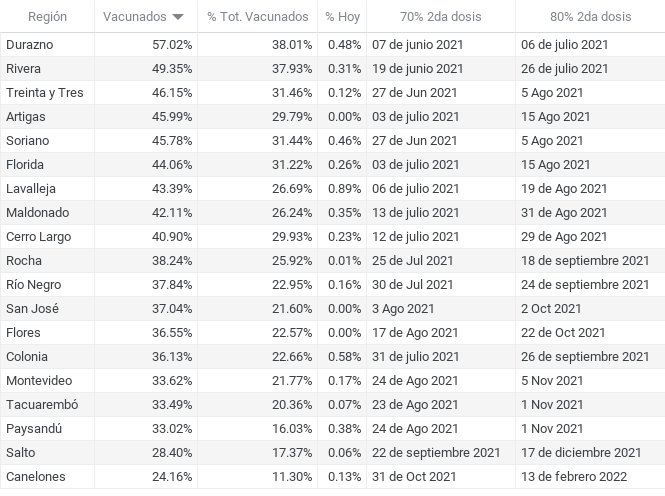 Región Vacunados % Tot. Vacunados % Hoy 70% 2da dosis 80% 2da dosis
Durazno 57.02% 38.01% 0.48% 07 de junio 2021 06 de julio 2021
Rivera 49.35% 37.93% 0.31% 19 de junio 2021 26 de julio 2021
Treinta y Tres 46.15% 31.46% 0.12% 27 de Jun 2021 5 Ago 2021
Artigas 45.99% 29.79% 0.00% 03 de julio 2021 15 Ago 2021
Soriano 45.78% 31.44% 0.46% 27 de Jun 2021 5 Ago 2021
Florida 44.06% 31.22% 0.26% 03 de julio 2021 15 Ago 2021
Lavalleja 43.39% 26.69% 0.89% 06 de julio 2021 19 de Ago 2021
Maldonado 42.11% 26.24% 0.35% 13 de julio 2021 31 de Ago 2021
Cerro Largo 40.90% 29.93% 0.23% 12 de julio 2021 29 de Ago 2021
Rocha 38.24% 25.92% 0.01% 25 de Jul 2021 18 de septiembre 2021
Río Negro 37.84% 22.95% 0.16% 30 de Jul 2021 24 de septiembre 2021
San José 37.04% 21.60% 0.00% 3 Ago 2021 2 Oct 2021
Flores 36.55% 22.57% 0.00% 17 de Ago 2021 22 de Oct 2021
Colonia 36.13% 22.66% 0.58% 31 de julio 2021 26 de septiembre 2021
Montevideo 33.62% 21.77% 0.17% 24 de Ago 2021 5 Nov 2021
Tacuarembó 33.49% 20.36% 0.07% 23 de Ago 2021 1 Nov 2021
Paysandú 33.02% 16.03% 0.38% 24 de Ago 2021 1 Nov 2021
Salto 28.40% 17.37% 0.06% 22 de septiembre 2021 17 de diciembre 2021
Canelones 24.16% 11.30% 0.13% 31 de Oct 2021 13 de febrero 2022